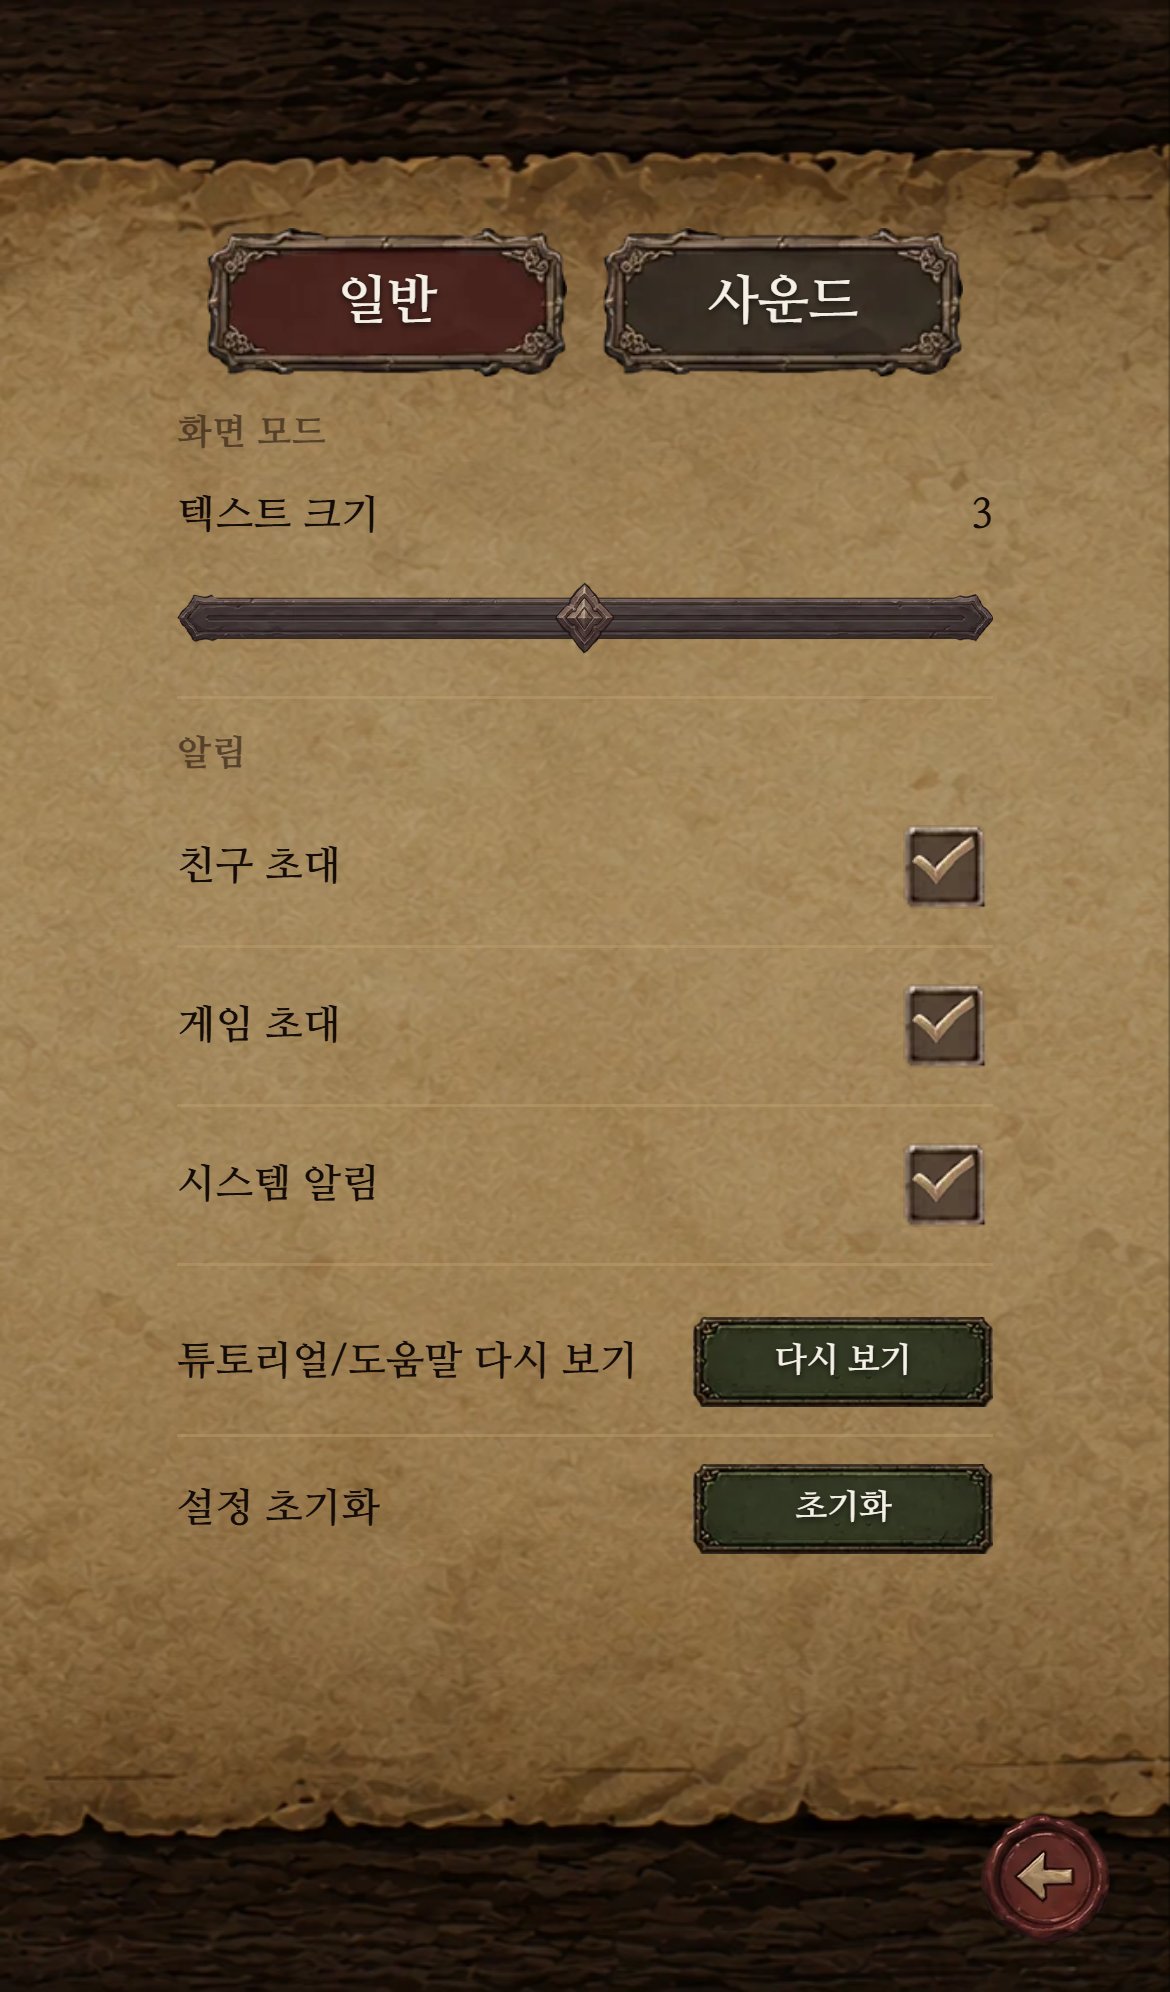 일반
사운드
화면 모드
텍스트 크기
3
알림
친구 초대
게임 초대
시스템 알림
튜토리얼/도움말 다시 보기
다시 보기
설정 초기화
초기화